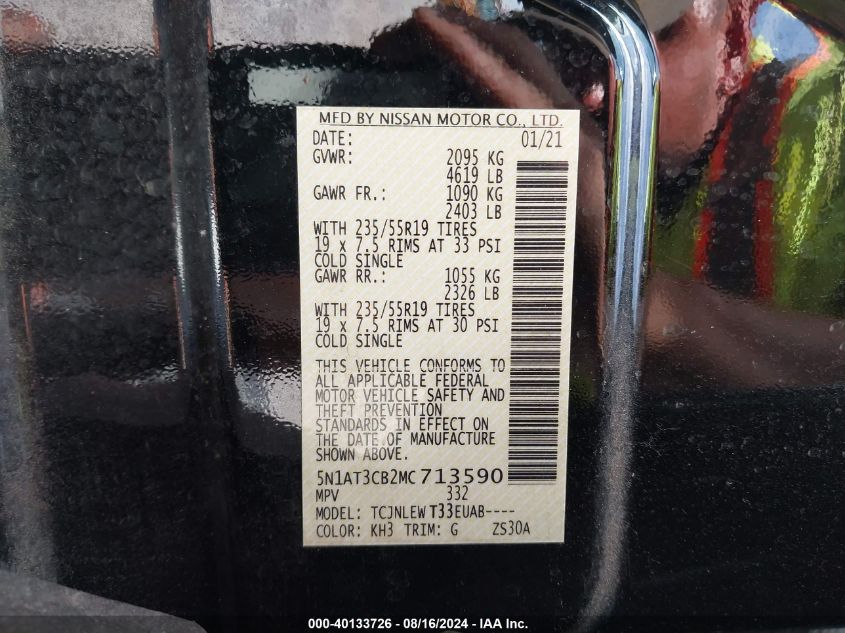 MFD BY NISSAN MOTOR CO., LTD.
DATE: 01/21
GVWR: 2095 KG
4619 LB
GAWR FR.: 1090 KG
2403 LB
WITH 235/55R19 TIRES
19 x 7.5 RIMS AT 33 PSI
COLD SINGLE
GAWR RR.: 1055 KG
2326 LB
WITH 235/55R19 TIRES
19 x 7.5 RIMS AT 30 PSI
COLD SINGLE
THIS VEHICLE CONFORMS TO
ALL APPLICABLE FEDERAL
MOTOR VEHICLE SAFETY AND
THEFT PREVENTION
STANDARDS IN EFFECT ON
THE DATE OF MANUFACTURE
SHOWN ABOVE.
5N1AT3CB2MC713590
MPV 332
MODEL: TCJNLEWT33EUAB----
COLOR: KH3 TRIM: G ZS30A
000-40133726 - 08/16/2024 - IAA Inc.